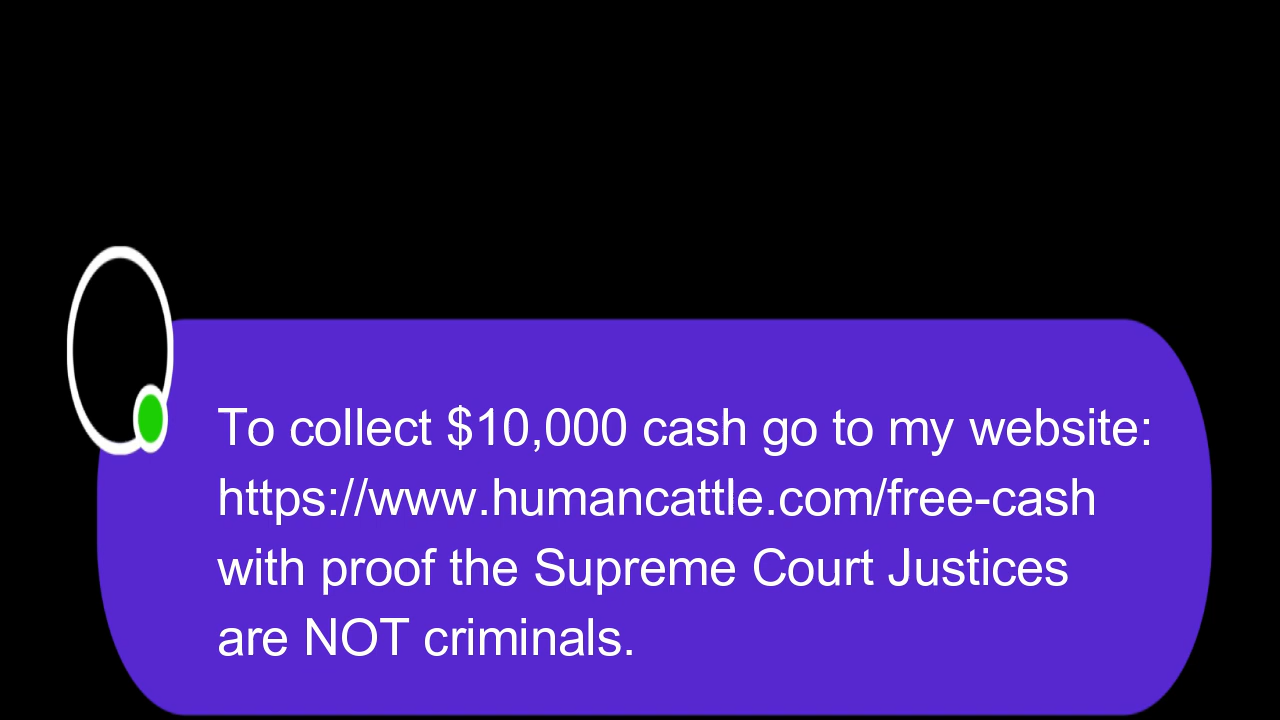 To collect $10,000 cash go to my website:
https://www.humancattle.com/free-cash
with proof the Supreme Court Justices
are NOT criminals.